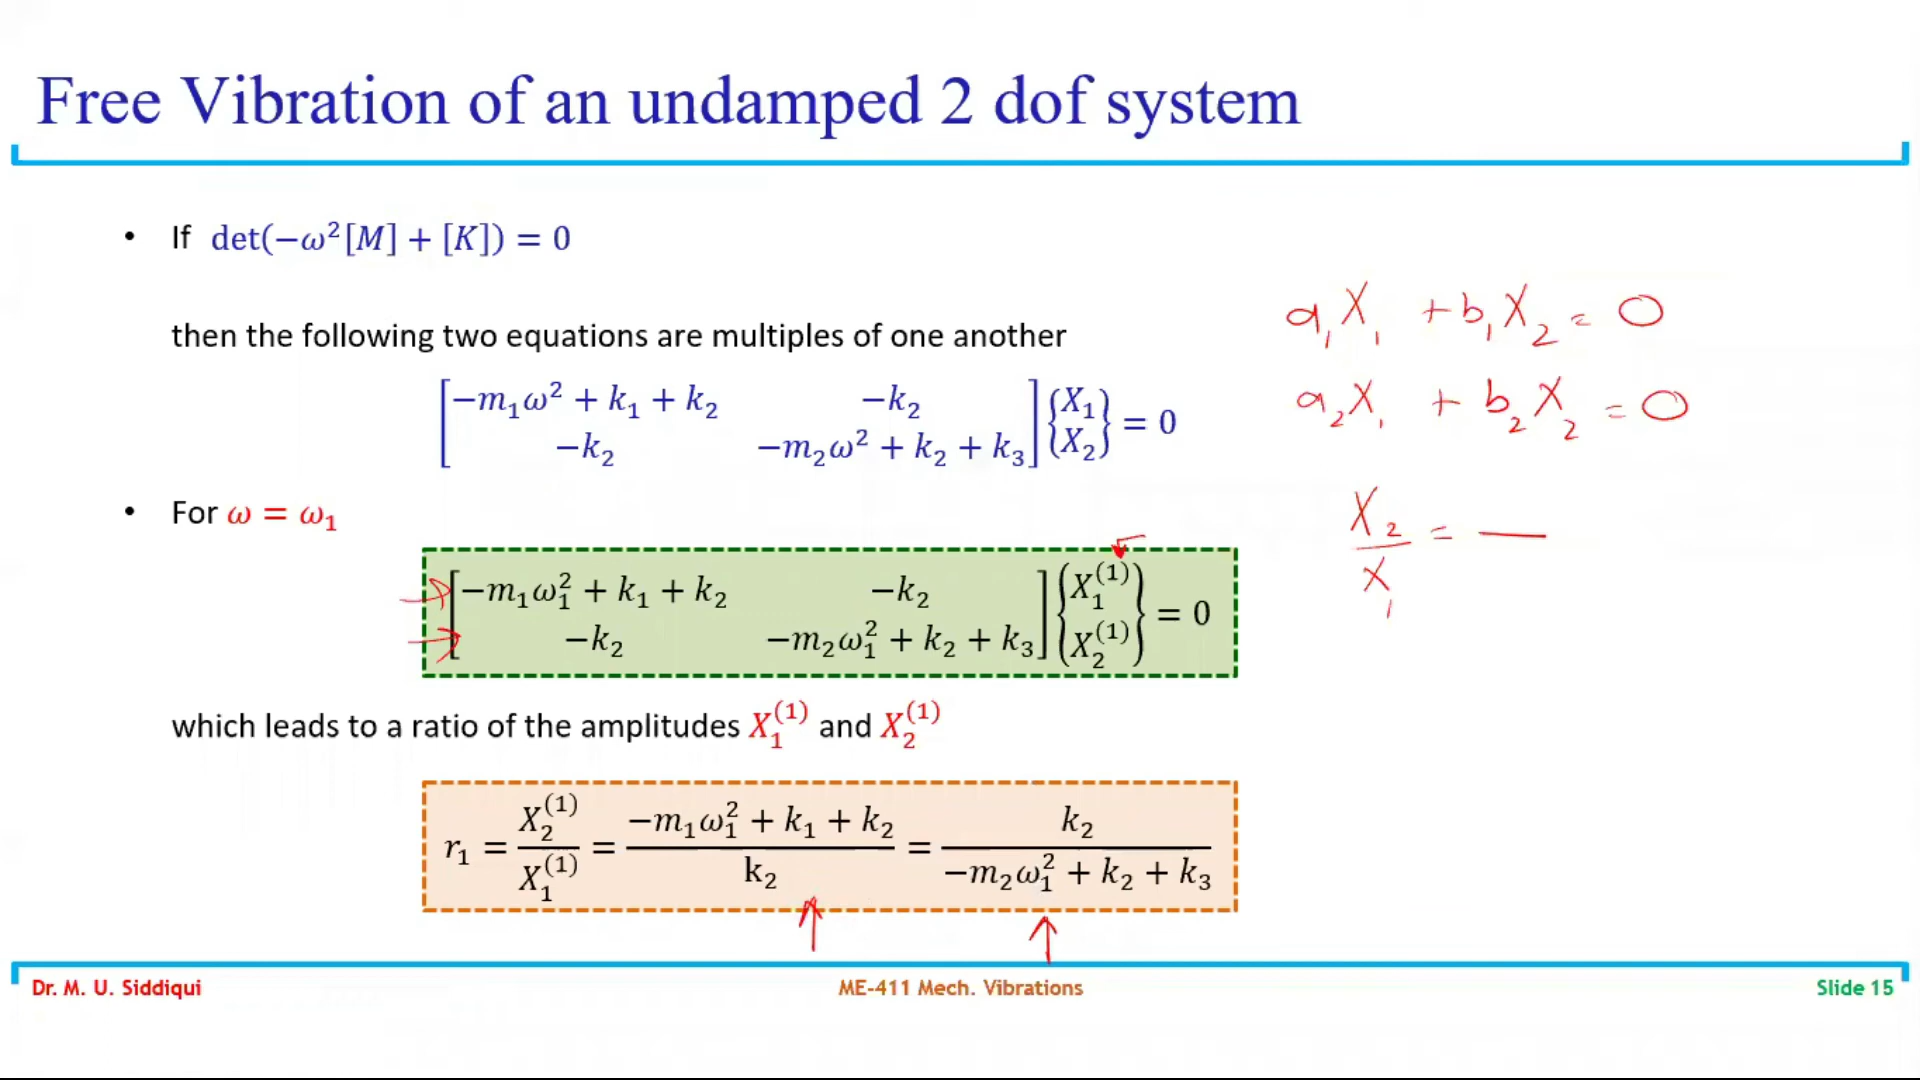 Free Vibration of an undamped 2 dof system
• If det(−ω²[M] + [K]) = 0
then the following two equations are multiples of one another
[−m₁ω² + k₁ + k₂   −k₂
−k₂   −m₂ω² + k₂ + k₃] {X₁ X₂} = 0
• For ω = ω₁
[−m₁ω₁² + k₁ + k₂   −k₂
−k₂   −m₂ω₁² + k₂ + k₃] {X₁⁽¹⁾ X₂⁽¹⁾} = 0
which leads to a ratio of the amplitudes X₁⁽¹⁾ and X₂⁽¹⁾
r₁ = X₂⁽¹⁾/X₁⁽¹⁾ = (−m₁ω₁² + k₁ + k₂)/k₂ = k₂/(−m₂ω₁² + k₂ + k₃)
a₁X₁ + b₁X₂ = 0
a₂X₁ + b₂X₂ = 0
X₂/X₁ = —
Dr. M. U. Siddiqui
ME-411 Mech. Vibrations
Slide 15